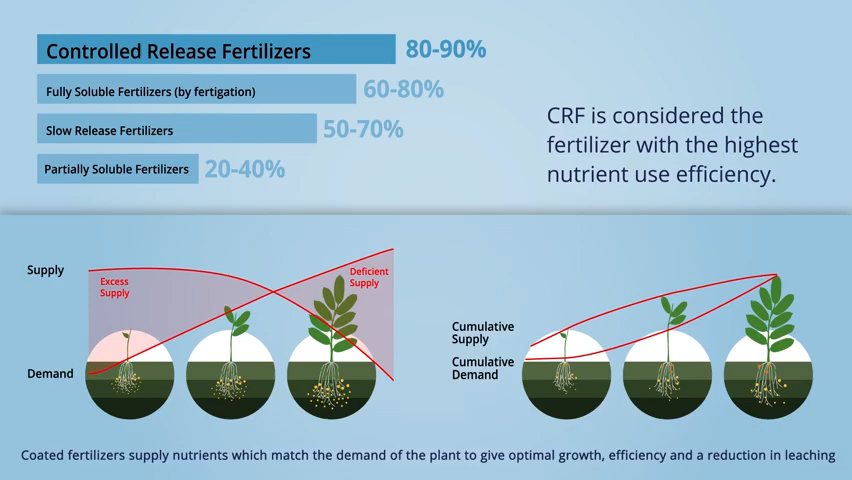 Controlled Release Fertilizers 80-90%
Fully Soluble Fertilizers (by fertigation) 60-80%
Slow Release Fertilizers 50-70%
Partially Soluble Fertilizers 20-40%
CRF is considered the
fertilizer with the highest
nutrient use efficiency.
Supply
Excess
Supply
Deficient
Supply
Demand
Cumulative
Supply
Cumulative
Demand
Coated fertilizers supply nutrients which match the demand of the plant to give optimal growth, efficiency and a reduction in leaching